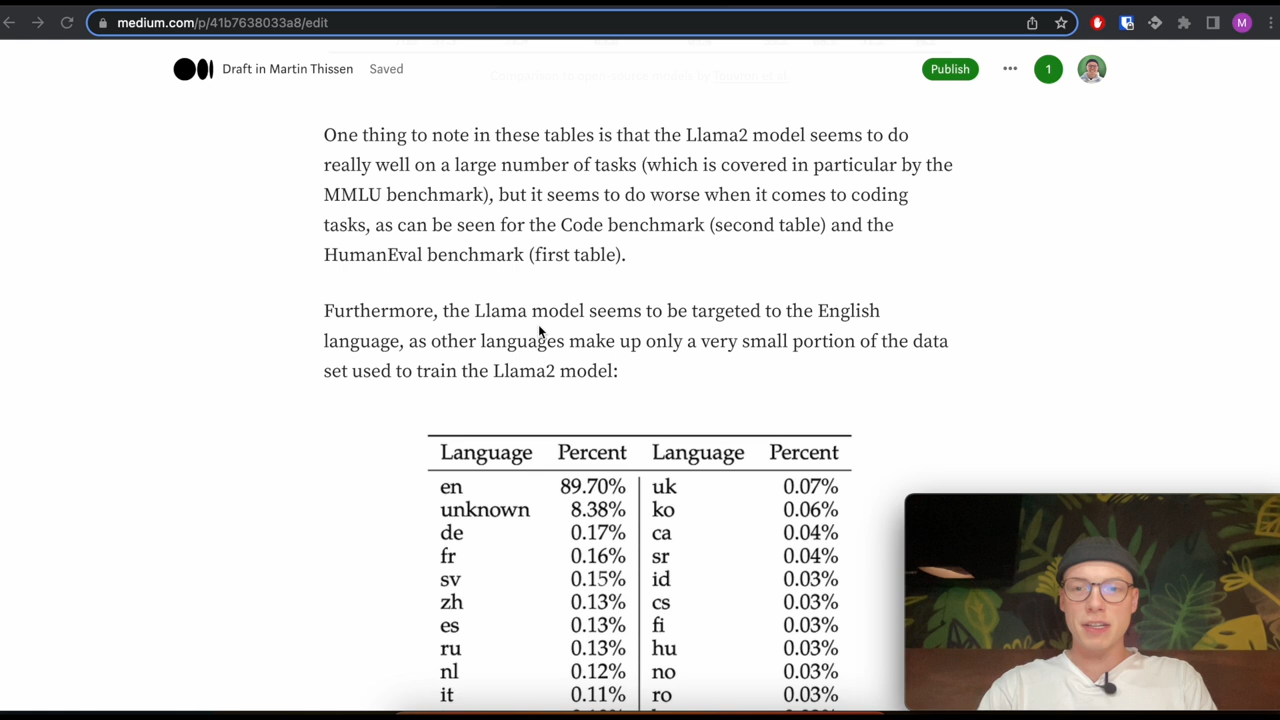 medium.com/p/41b7638033a8/edit
M
Draft in Martin Thissen Saved Publish 1
One thing to note in these tables is that the Llama2 model seems to do
really well on a large number of tasks (which is covered in particular by the
MMLU benchmark), but it seems to do worse when it comes to coding
tasks, as can be seen for the Code benchmark (second table) and the
HumanEval benchmark (first table).
Furthermore, the Llama model seems to be targeted to the English
language, as other languages make up only a very small portion of the data
set used to train the Llama2 model:
Language Percent Language Percent
en 89.70% uk 0.07%
unknown 8.38% ko 0.06%
de 0.17% ca 0.04%
fr 0.16% sr 0.04%
sv 0.15% id 0.03%
zh 0.13% cs 0.03%
es 0.13% fi 0.03%
ru 0.13% hu 0.03%
nl 0.12% no 0.03%
it 0.11% ro 0.03%